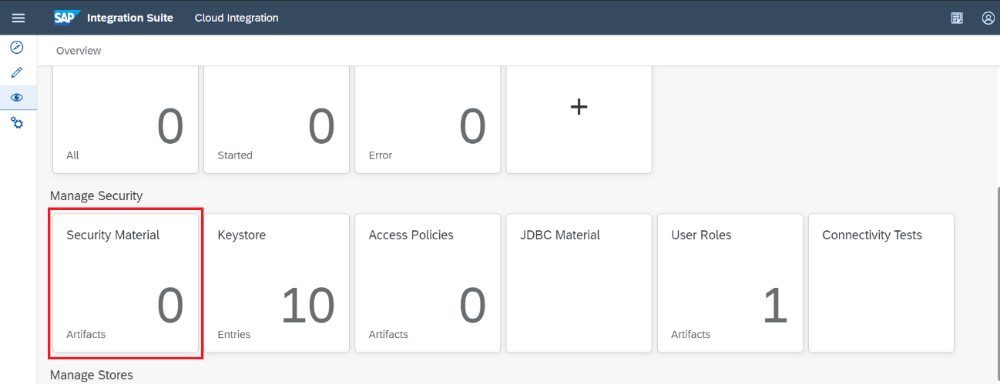 SAP Integration Suite Cloud Integration
Overview
0 0 0 +
All Started Error
Manage Security
Security Material Keystore Access Policies JDBC Material User Roles Connectivity Tests
0 10 0 1
Artifacts Entries Artifacts Artifacts
Manage Stores